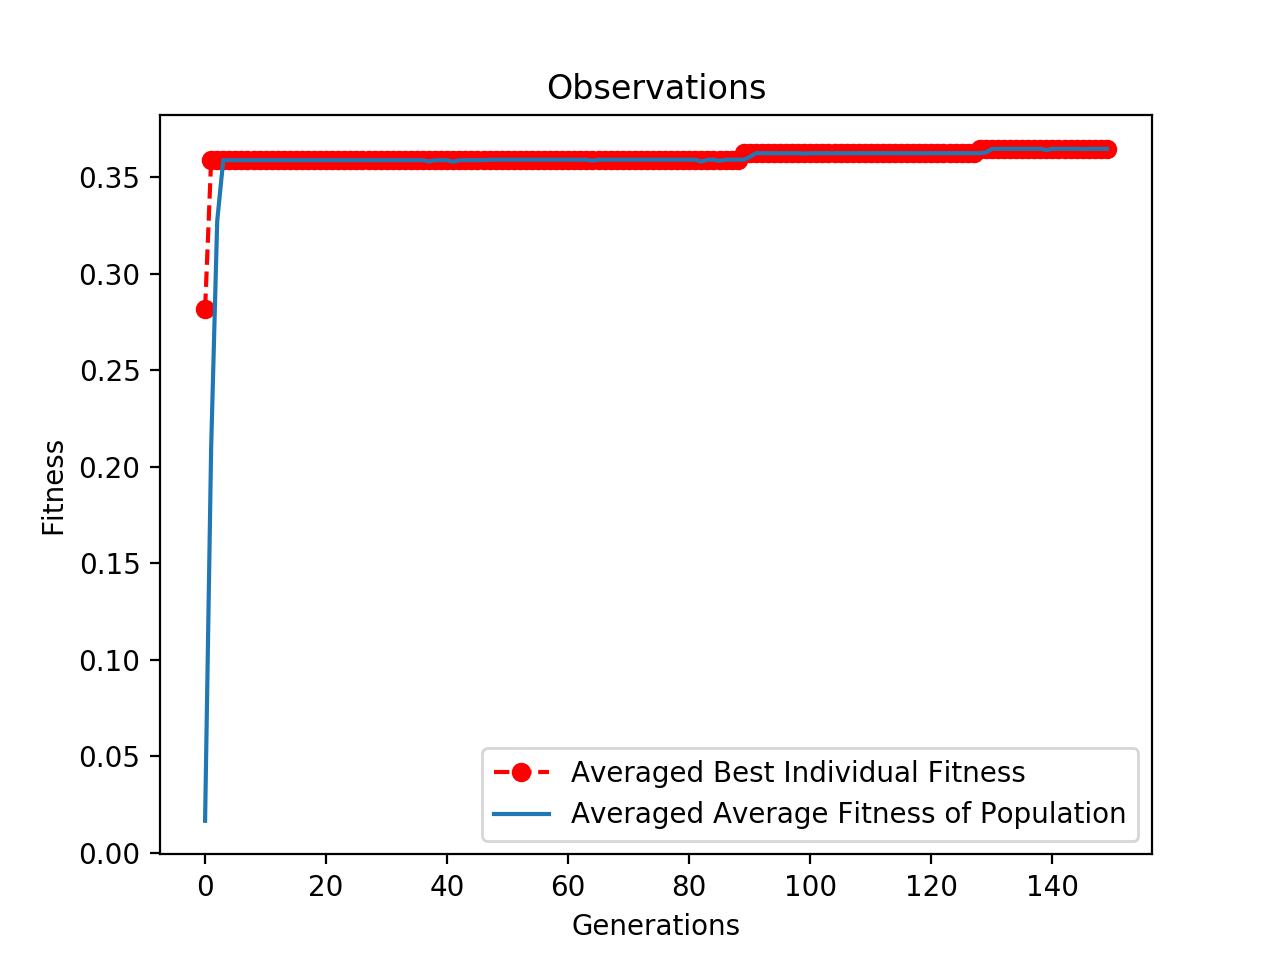 Observations
Fitness
0.35
0.30
0.25
0.20
0.15
0.10
0.05
0.00
Averaged Best Individual Fitness
Averaged Average Fitness of Population
0 20 40 60 80 100 120 140
Generations